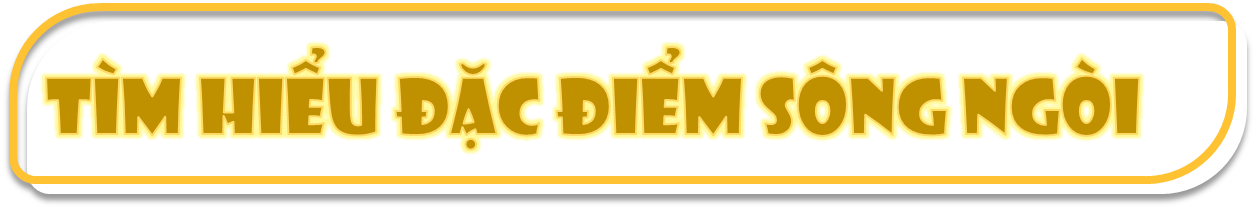 TÌM HIỂU ĐẶC ĐIỂM SÔNG NGÒI